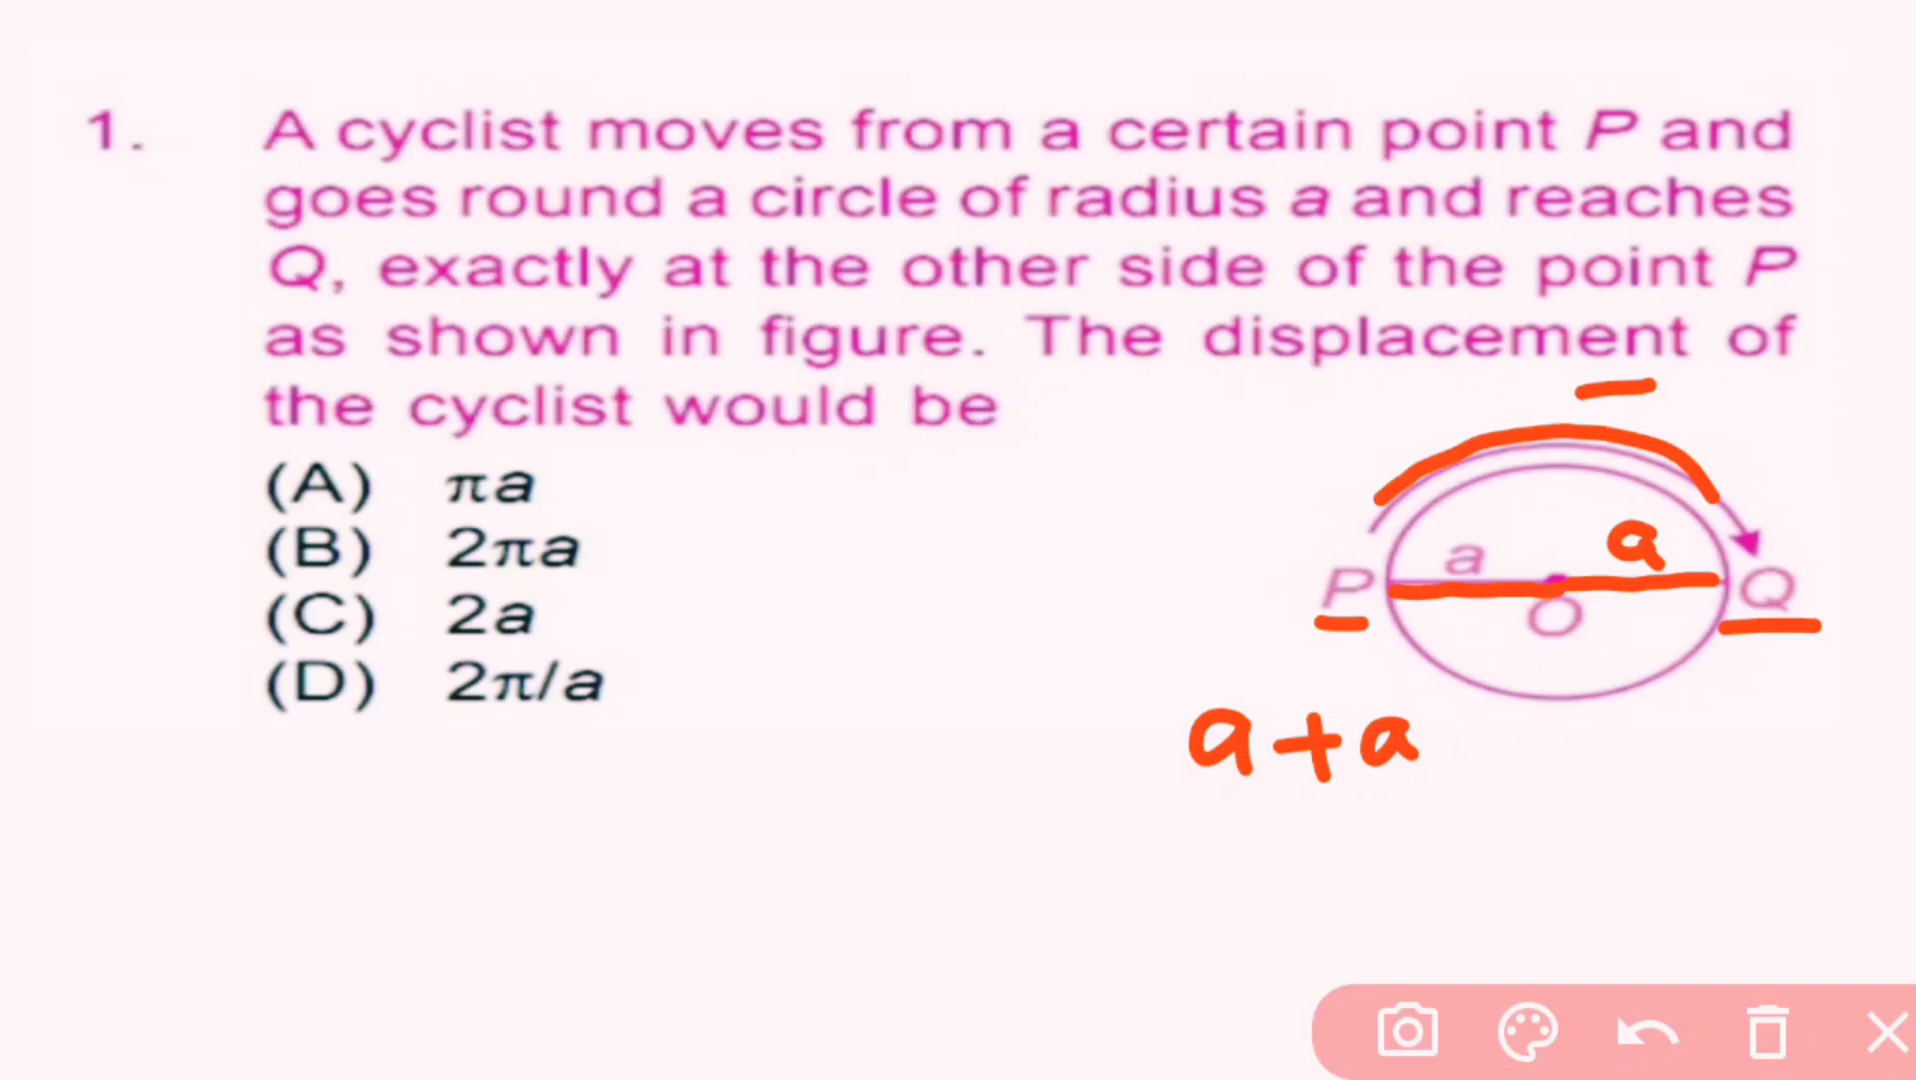 1. A cyclist moves from a certain point P and
goes round a circle of radius a and reaches
Q, exactly at the other side of the point P
as shown in figure. The displacement of
the cyclist would be
(A) πa
(B) 2πa
(C) 2a
(D) 2π/a
a
a
P
Q
O
a+a